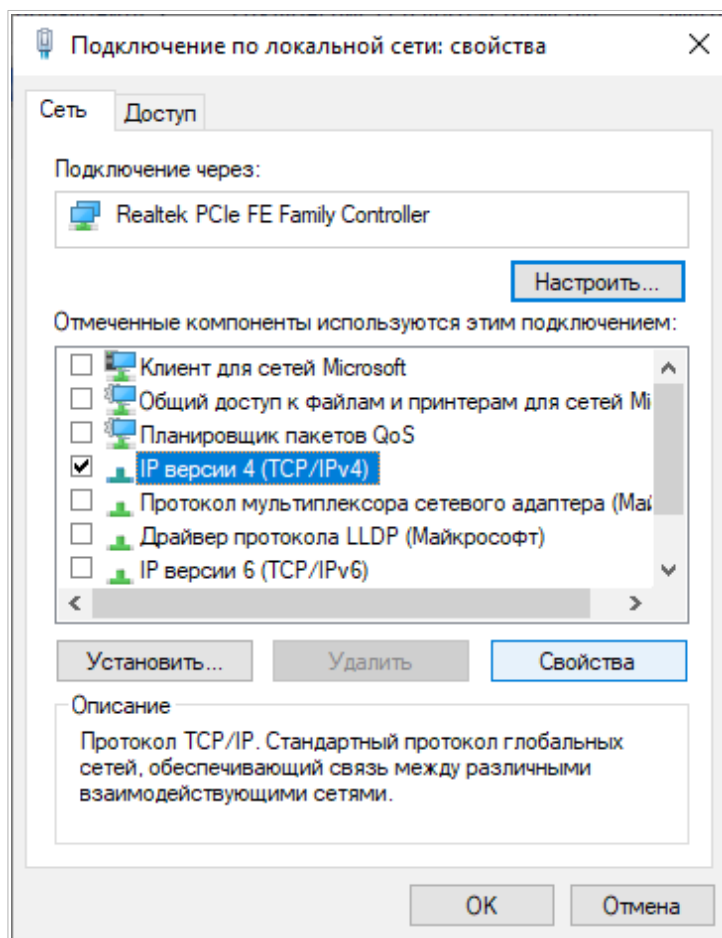 Подключение по локальной сети: свойства
Сеть
Доступ
Подключение через:
Realtek PCIe FE Family Controller
Настроить...
Отмеченные компоненты используются этим подключением:
Клиент для сетей Microsoft
Общий доступ к файлам и принтерам для сетей Mi
Планировщик пакетов QoS
IP версии 4 (TCP/IPv4)
Протокол мультиплексора сетевого адаптера (Май
Драйвер протокола LLDP (Майкрософт)
IP версии 6 (TCP/IPv6)
Установить...
Удалить
Свойства
Описание
Протокол TCP/IP. Стандартный протокол глобальных
сетей, обеспечивающий связь между различными
взаимодействующими сетями.
OK
Отмена